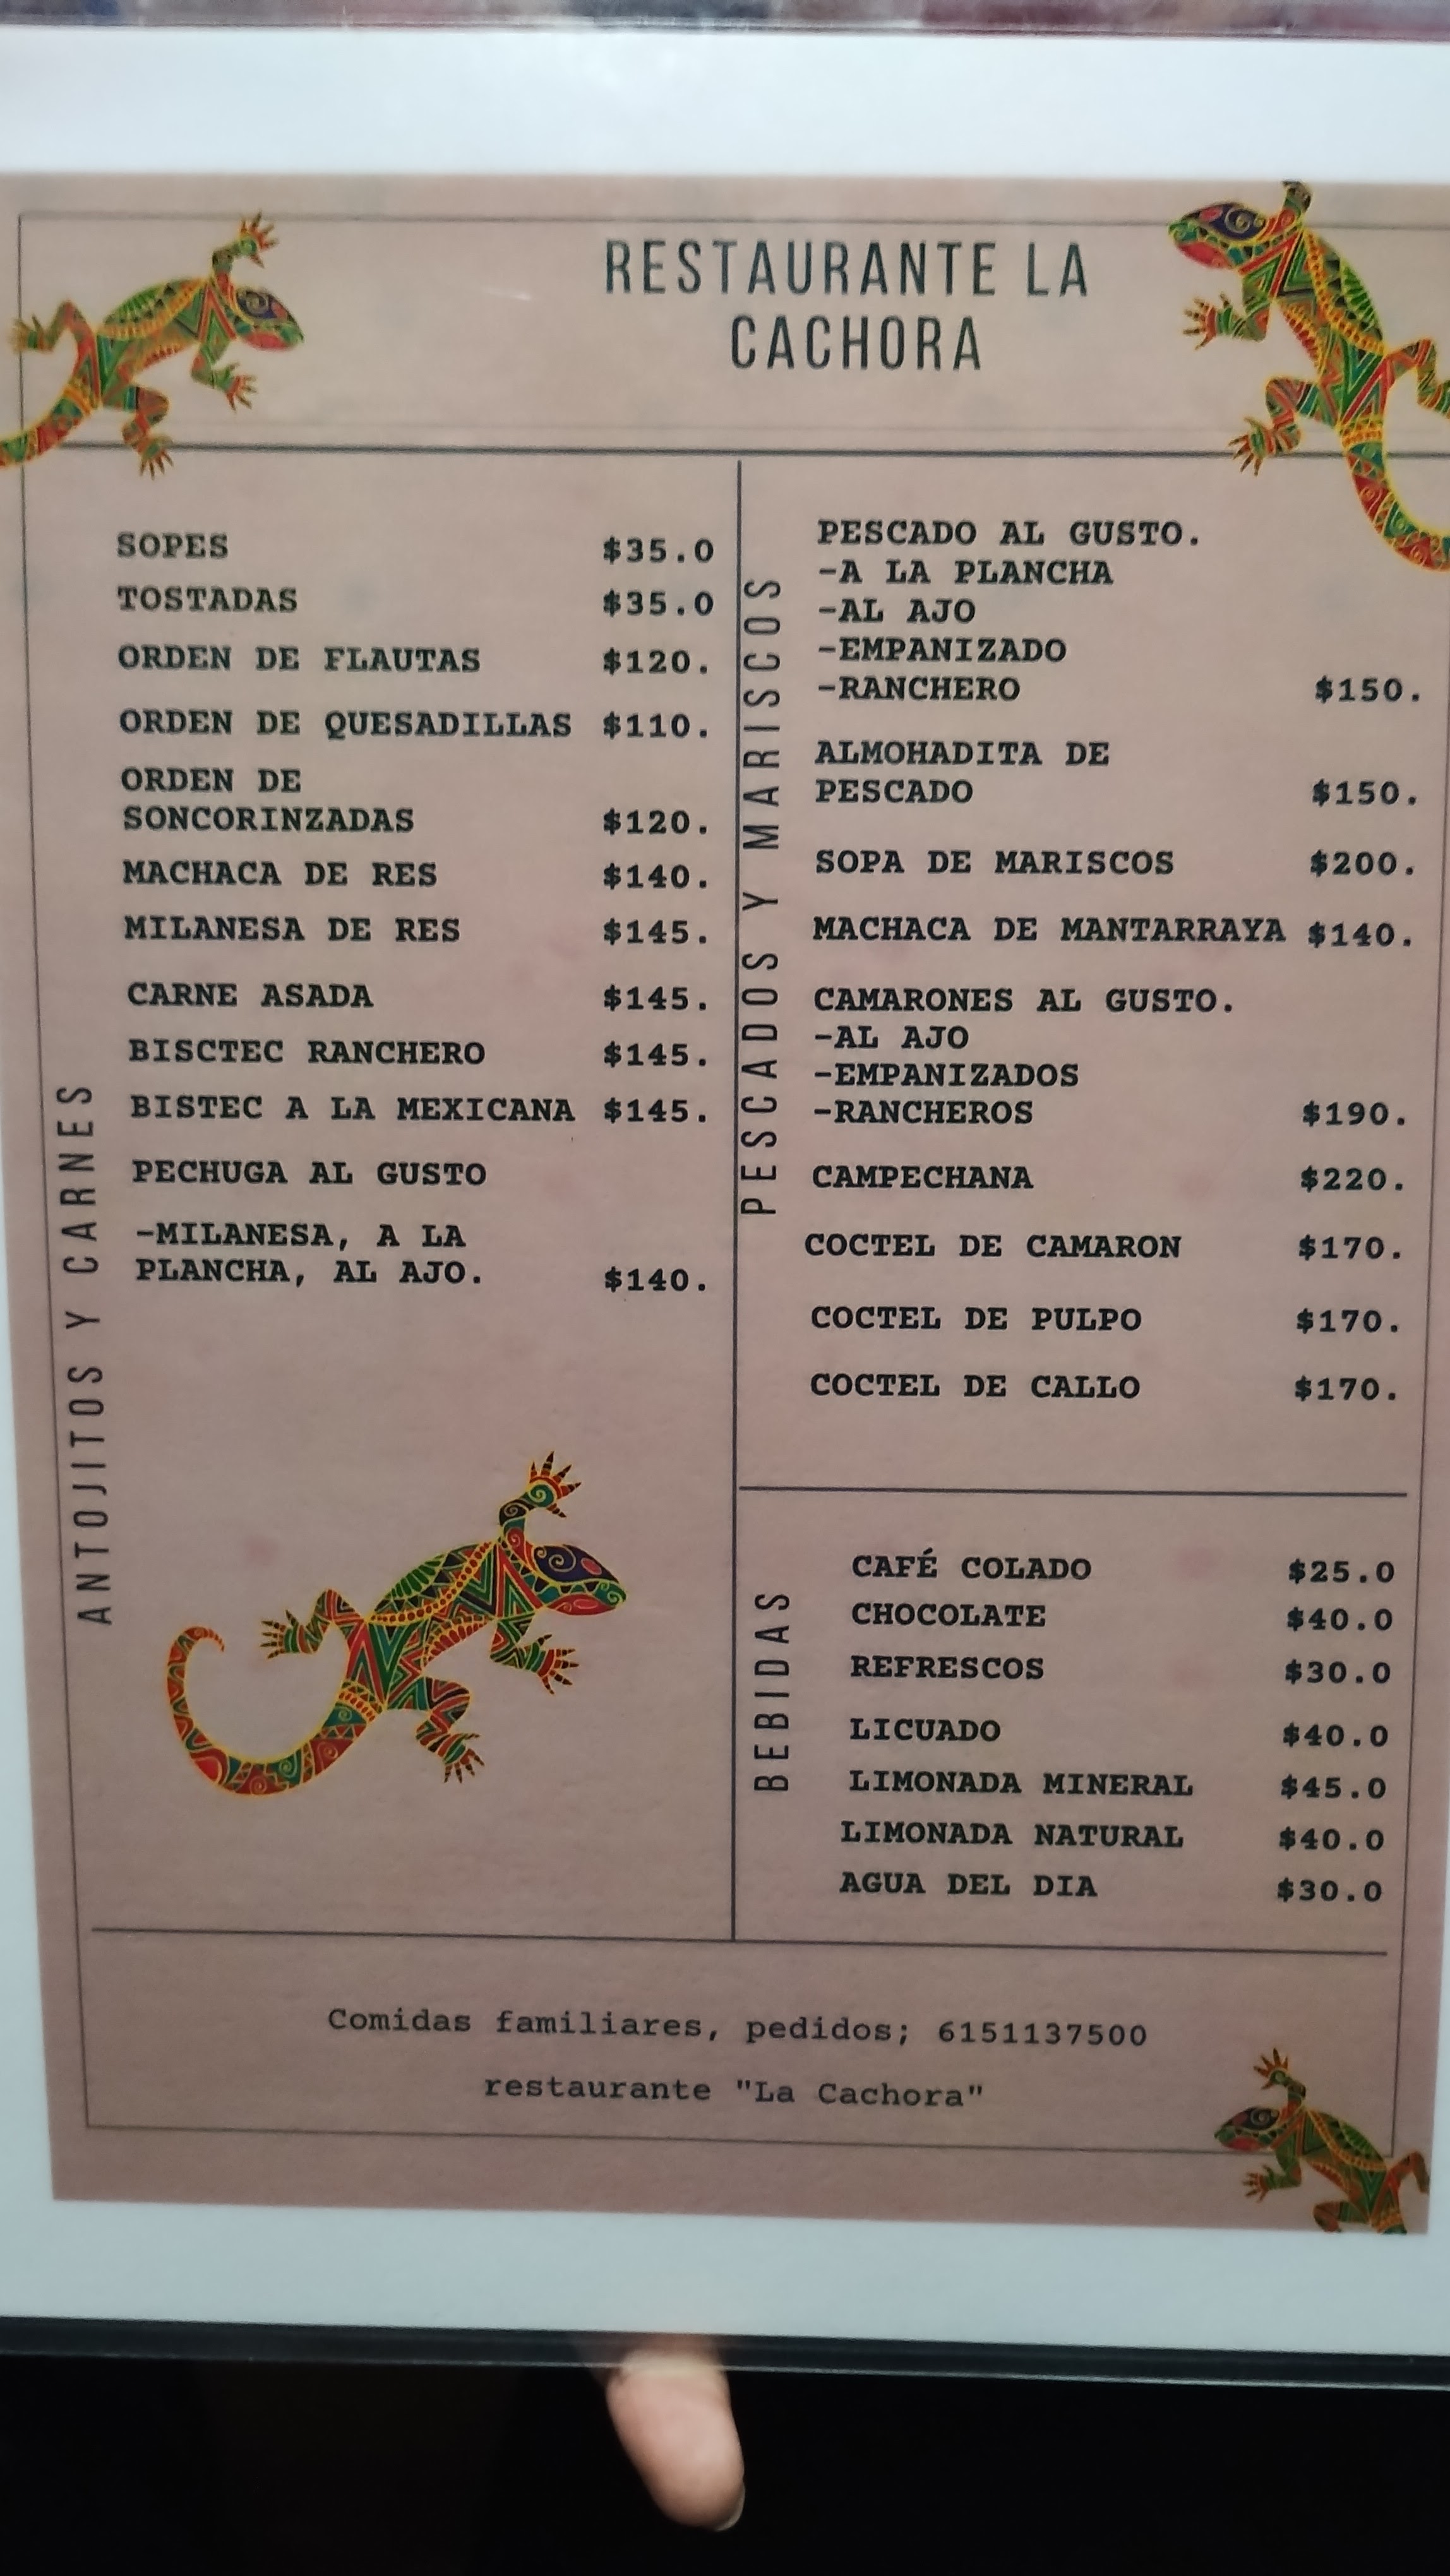 RESTAURANTE LA
CACHORA
ANTOJITOS Y CARNES
SOPES $35.0
TOSTADAS $35.0
ORDEN DE FLAUTAS $120.
ORDEN DE QUESADILLAS $110.
ORDEN DE
SONCORINZADAS $120.
MACHACA DE RES $140.
MILANESA DE RES $145.
CARNE ASADA $145.
BISCTEC RANCHERO $145.
BISTEC A LA MEXICANA $145.
PECHUGA AL GUSTO
-MILANESA, A LA
PLANCHA, AL AJO. $140.
PESCADOS Y MARISCOS
PESCADO AL GUSTO.
-A LA PLANCHA
-AL AJO
-EMPANIZADO
-RANCHERO $150.
ALMOHADITA DE
PESCADO $150.
SOPA DE MARISCOS $200.
MACHACA DE MANTARRAYA $140.
CAMARONES AL GUSTO.
-AL AJO
-EMPANIZADOS
-RANCHEROS $190.
CAMPECHANA $220.
COCTEL DE CAMARON $170.
COCTEL DE PULPO $170.
COCTEL DE CALLO $170.
BEBIDAS
CAFÉ COLADO $25.0
CHOCOLATE $40.0
REFRESCOS $30.0
LICUADO $40.0
LIMONADA MINERAL $45.0
LIMONADA NATURAL $40.0
AGUA DEL DIA $30.0
Comidas familiares, pedidos; 6151137500
restaurante "La Cachora"